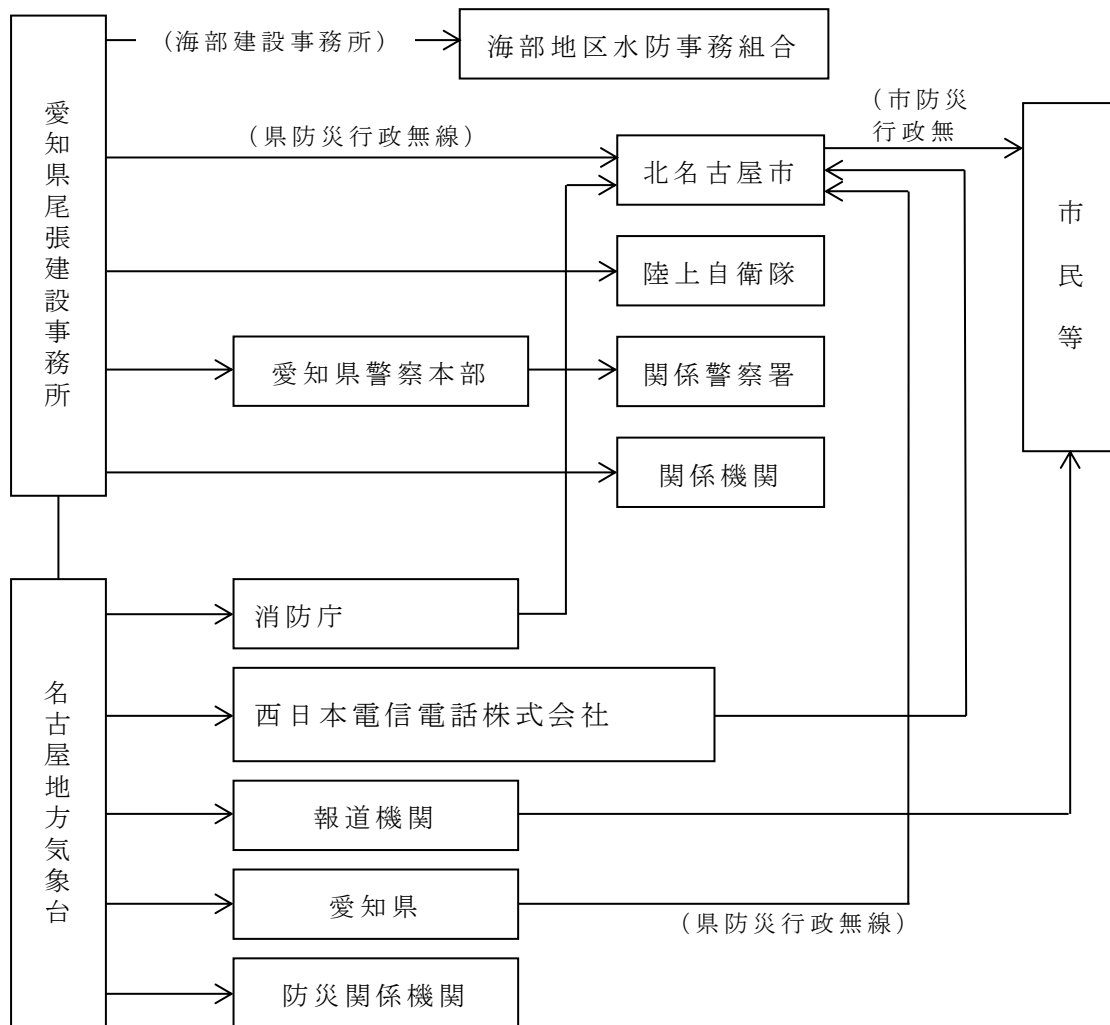 愛知県尾張建設事務所
(海部建設事務所)
海部地区水防事務組合
(県防災行政無線)
北名古屋市
(市防災
行政無
市民等
陸上自衛隊
愛知県警察本部
関係警察署
関係機関
名古屋地方気象台
消防庁
西日本電信電話株式会社
報道機関
愛知県
(県防災行政無線)
防災関係機関